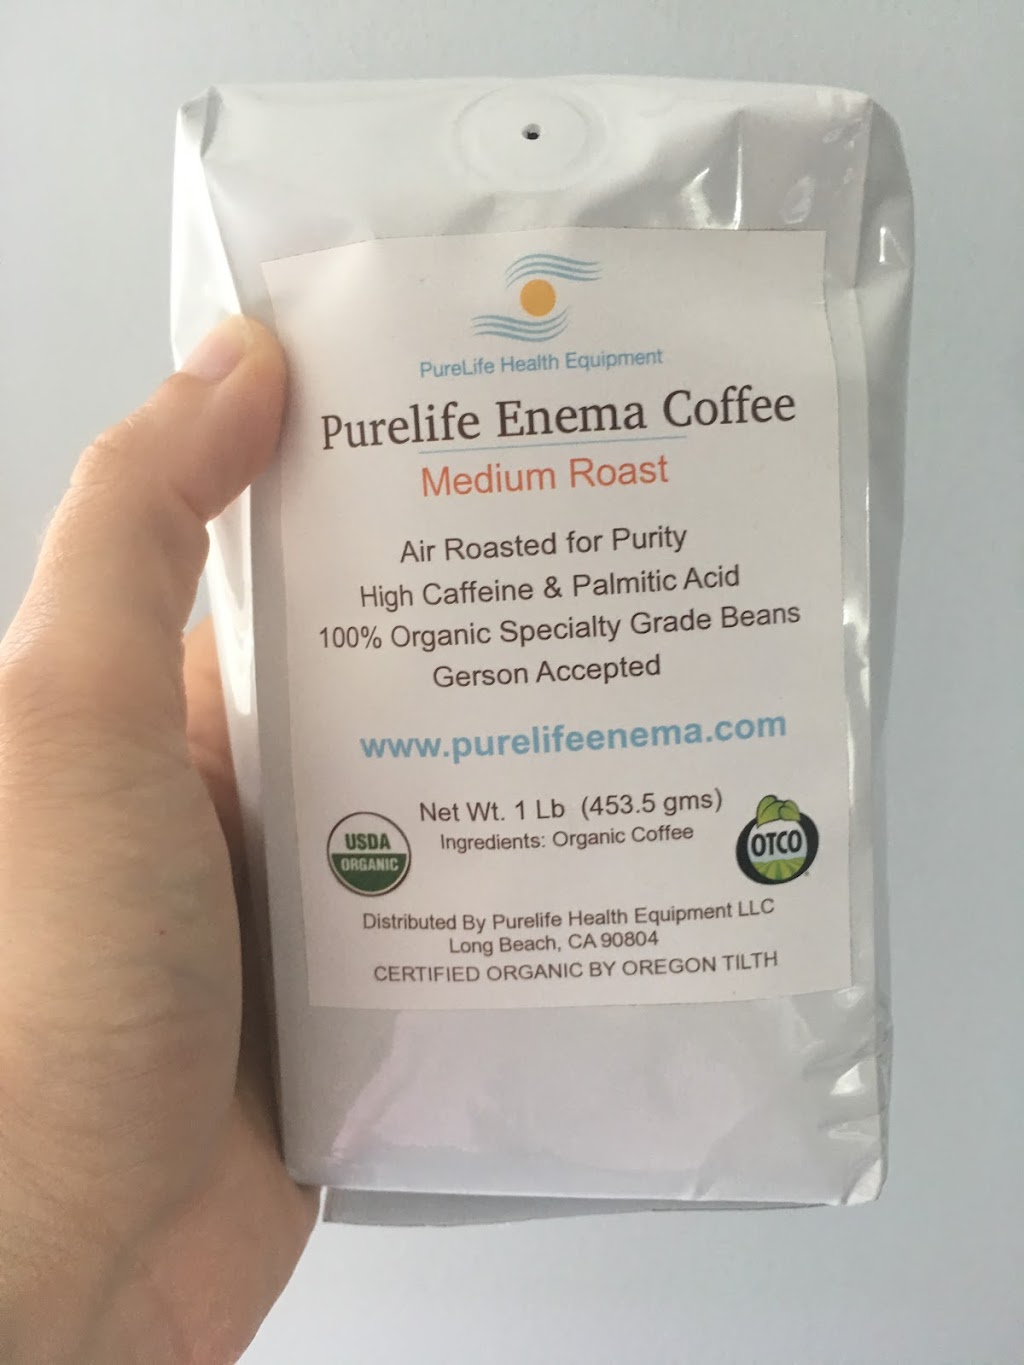 PureLife Health Equipment
Purelife Enema Coffee
Medium Roast
Air Roasted for Purity
High Caffeine & Palmitic Acid
100% Organic Specialty Grade Beans
Gerson Accepted
www.purelifeenema.com
Net Wt. 1 Lb (453.5 gms)
Ingredients: Organic Coffee
USDA
ORGANIC
OTCO
Distributed By Purelife Health Equipment LLC
Long Beach, CA 90804
CERTIFIED ORGANIC BY OREGON TILTH